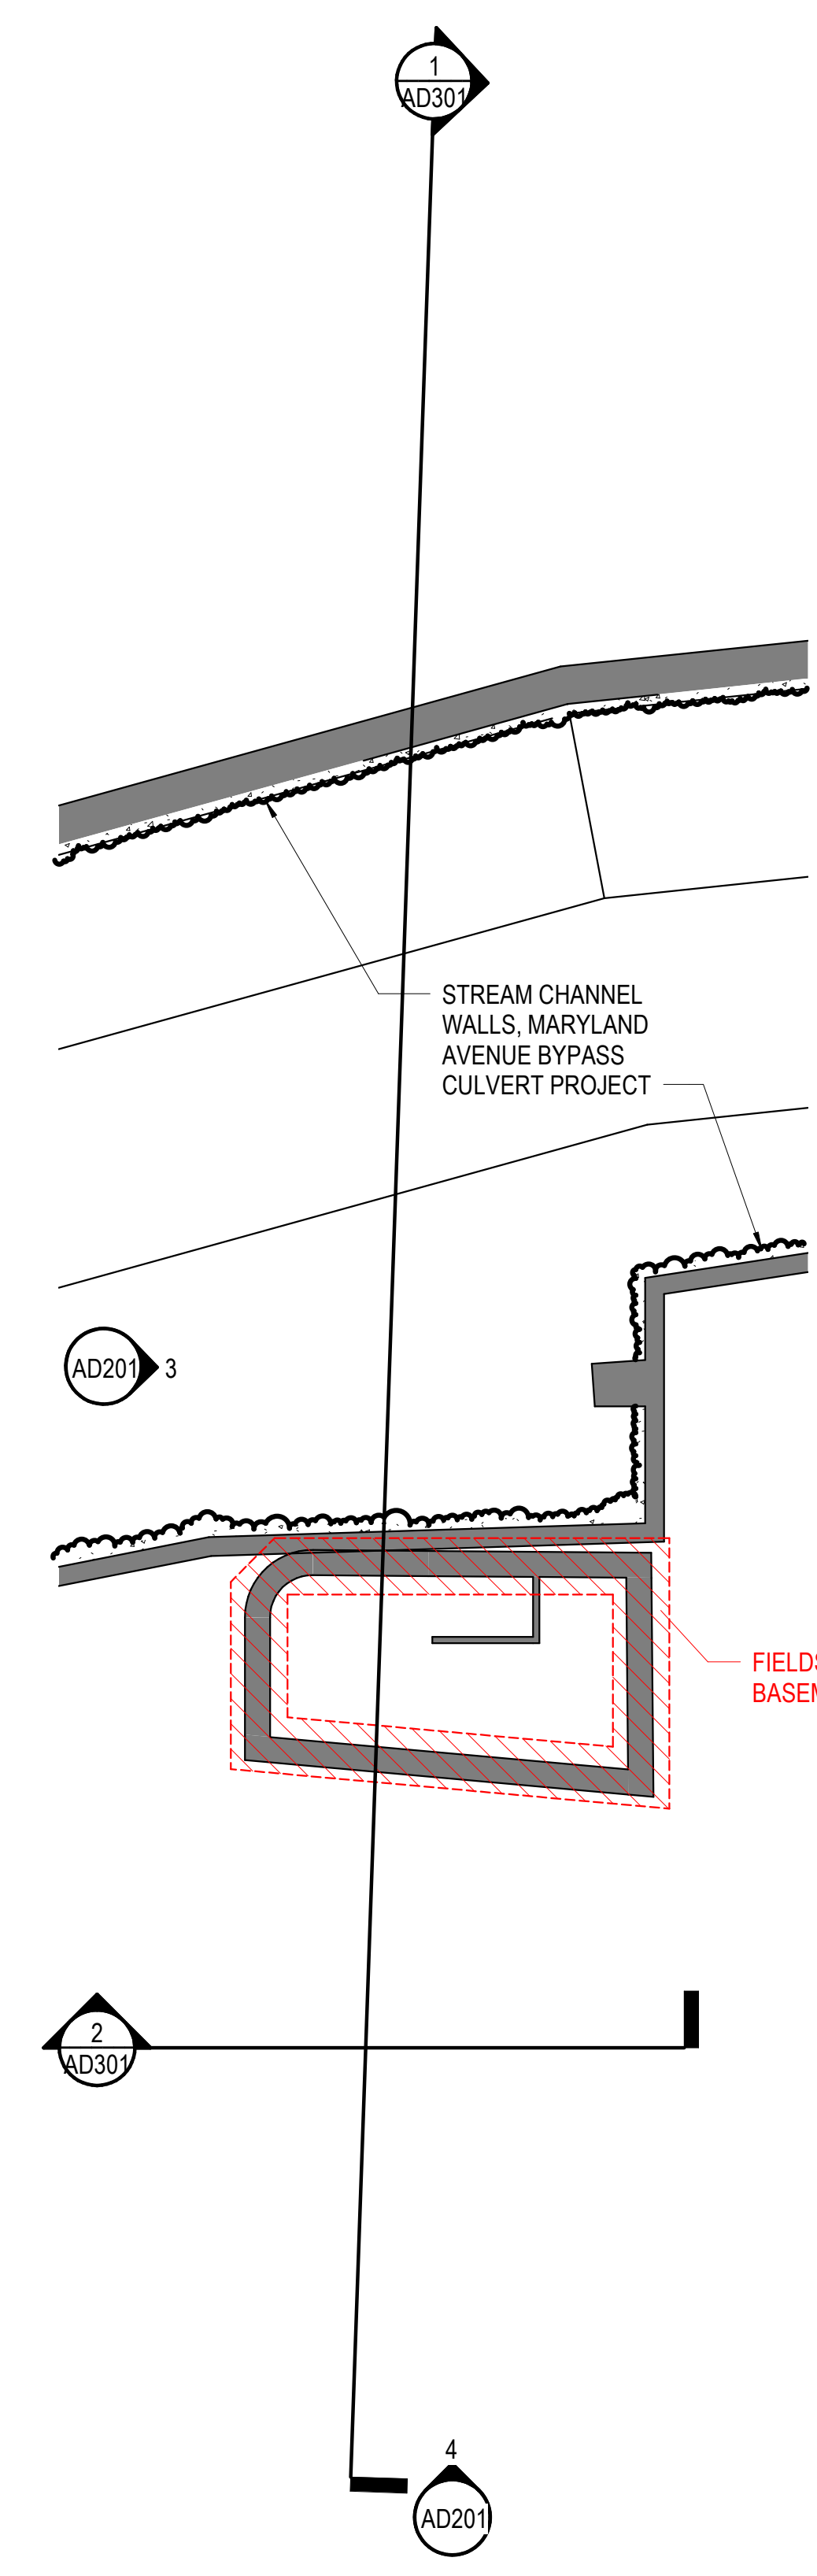 1
AD301
STREAM CHANNEL
WALLS, MARYLAND
AVENUE BYPASS
CULVERT PROJECT
AD201 3
2
AD301
4
AD201